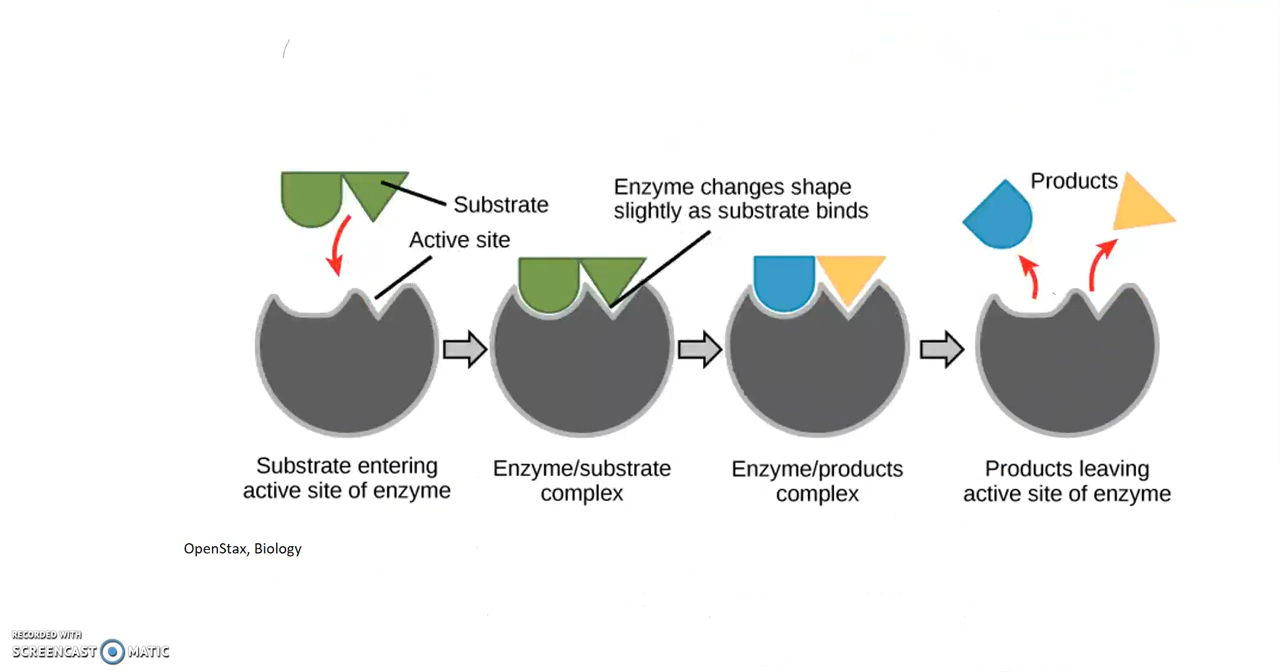 Substrate
Active site
Enzyme changes shape
slightly as substrate binds
Products
Substrate entering
active site of enzyme
Enzyme/substrate
complex
Enzyme/products
complex
Products leaving
active site of enzyme
OpenStax, Biology
RECORDED WITH
SCREENCAST MATIC